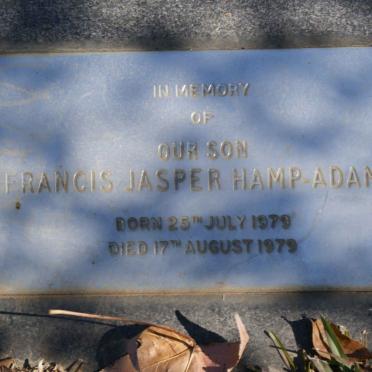 IN MEMORY
OF
OUR SON
FRANCIS JASPER HAMP-ADAM
BORN 25TH JULY 1979
DIED 17TH AUGUST 1979